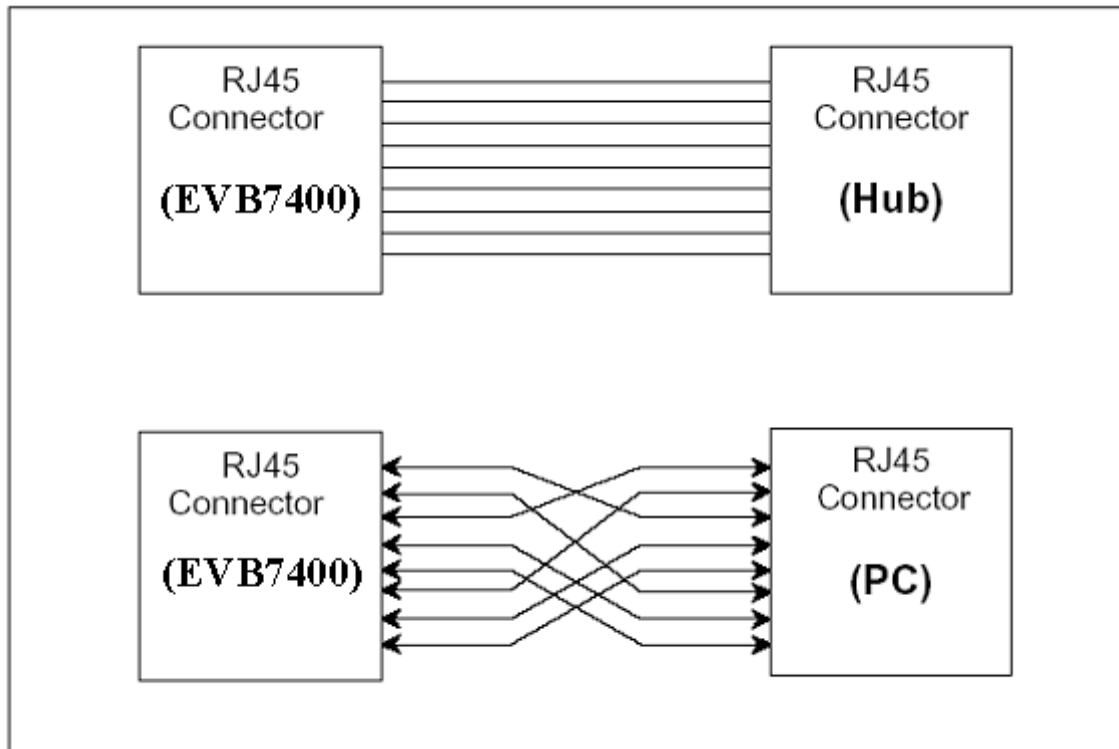 RJ45
Connector
(EVB7400)
RJ45
Connector
(Hub)
RJ45
Connector
(EVB7400)
RJ45
Connector
(PC)